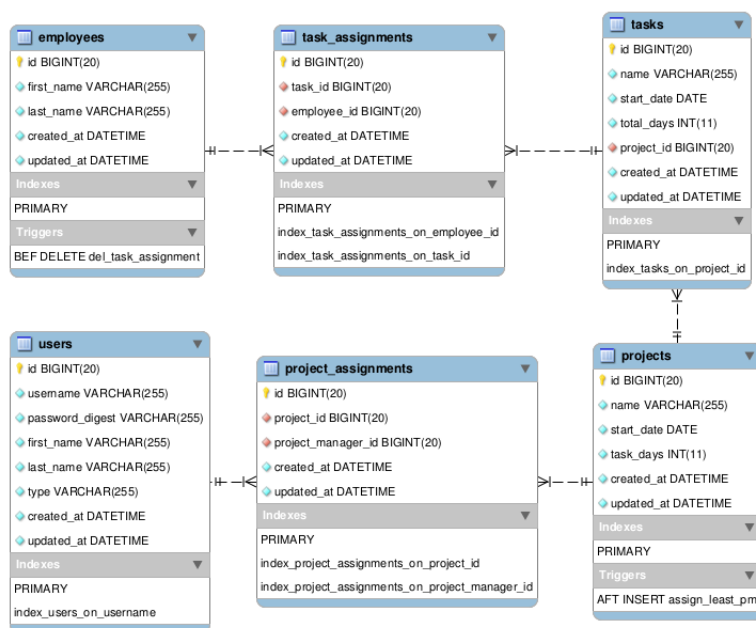 employees
id BIGINT(20)
first_name VARCHAR(255)
last_name VARCHAR(255)
created_at DATETIME
updated_at DATETIME
Indexes
PRIMARY
Triggers
BEF DELETE del_task_assignment
task_assignments
id BIGINT(20)
task_id BIGINT(20)
employee_id BIGINT(20)
created_at DATETIME
updated_at DATETIME
Indexes
PRIMARY
index_task_assignments_on_employee_id
index_task_assignments_on_task_id
tasks
id BIGINT(20)
name VARCHAR(255)
start_date DATE
total_days INT(11)
project_id BIGINT(20)
created_at DATETIME
updated_at DATETIME
Indexes
PRIMARY
index_tasks_on_project_id
users
id BIGINT(20)
username VARCHAR(255)
password_digest VARCHAR(255)
first_name VARCHAR(255)
last_name VARCHAR(255)
type VARCHAR(255)
created_at DATETIME
updated_at DATETIME
Indexes
PRIMARY
index_users_on_username
project_assignments
id BIGINT(20)
project_id BIGINT(20)
project_manager_id BIGINT(20)
created_at DATETIME
updated_at DATETIME
Indexes
PRIMARY
index_project_assignments_on_project_id
index_project_assignments_on_project_manager_id
projects
id BIGINT(20)
name VARCHAR(255)
start_date DATE
task_days INT(11)
created_at DATETIME
updated_at DATETIME
Indexes
PRIMARY
Triggers
AFT INSERT assign_least_pm